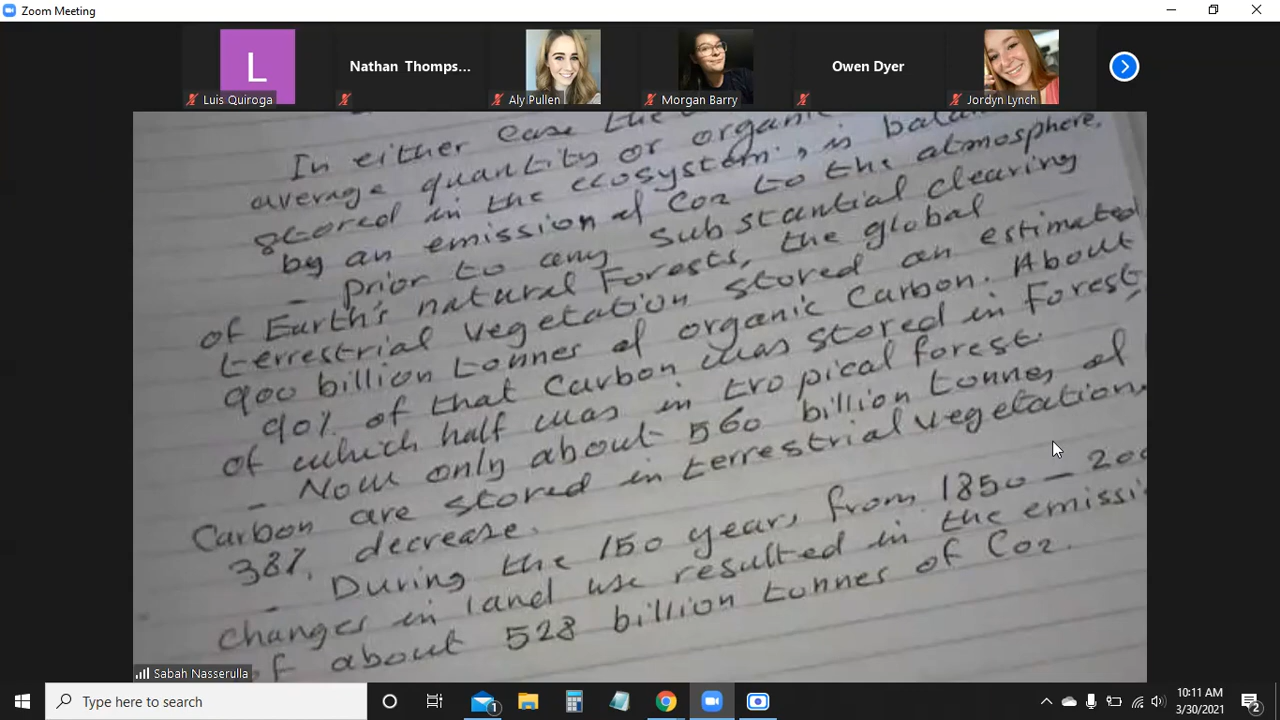 Zoom Meeting
L
Luis Quiroga
Nathan Thomps...
Aly Pullen
Morgan Barry
Owen Dyer
Jordyn Lynch
In either case the
average quantity or organic
stored in the ecosystem, is
by an emission of CO2 to the atmosphere.
- Prior to any substantial clearing
of Earth's natural Forests, the global
terrestrial vegetation stored an estimated
900 billion tonnes of organic Carbon. About
90% of that Carbon was stored in Forest,
of which half was in tropical forest.
- Now only about 560 billion tonnes of
Carbon are stored in terrestrial vegetation,
38% decrease.
- During the 150 years from 1850 - 200
changes in land use resulted in the emissi
of about 528 billion tonnes of CO2.
Sabah Nasserulla
Type here to search
1
10:11 AM
3/30/2021
2